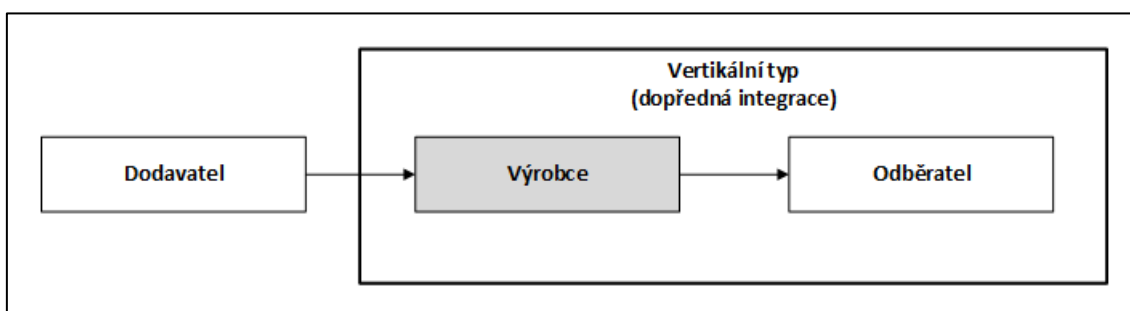 Vertikální typ
(dopředná integrace)
Dodavatel
Výrobce
Odběratel